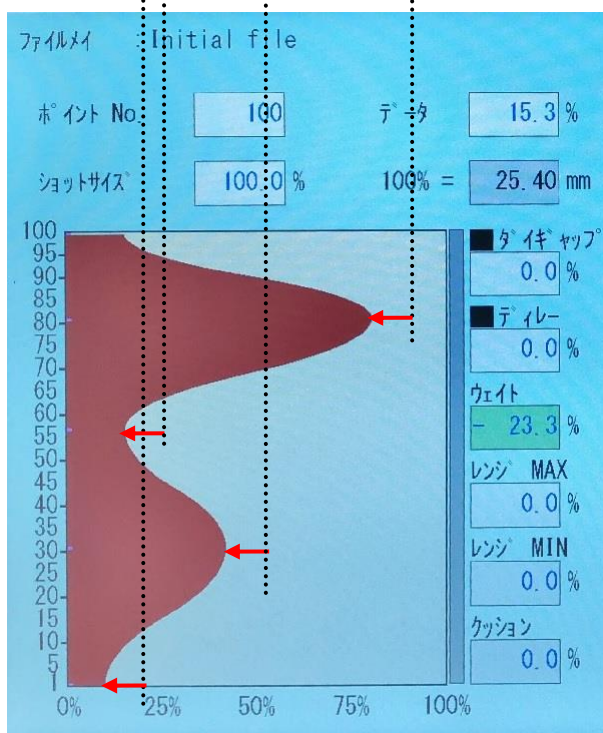 ﾌｧｲﾙﾒｲ :Initial file
ﾎﾟｲﾝﾄ No. 100 ﾃﾞｰﾀ 15.3 %
ｼｮｯﾄｻｲｽﾞ 100.0 % 100% = 25.40 mm
100
95
90
85
80
75
70
65
60
55
50
45
40
35
30
25
20
15
10
5
1
0% 25% 50% 75% 100%
ﾀﾞｲｷﾞｬｯﾌﾟ
0.0 %
ﾃﾞｨﾚｰ
0.0 %
ｳｪｲﾄ
- 23.3 %
ﾚﾝｼﾞ MAX
0.0 %
ﾚﾝｼﾞ MIN
0.0 %
ｸｯｼｮﾝ
0.0 %